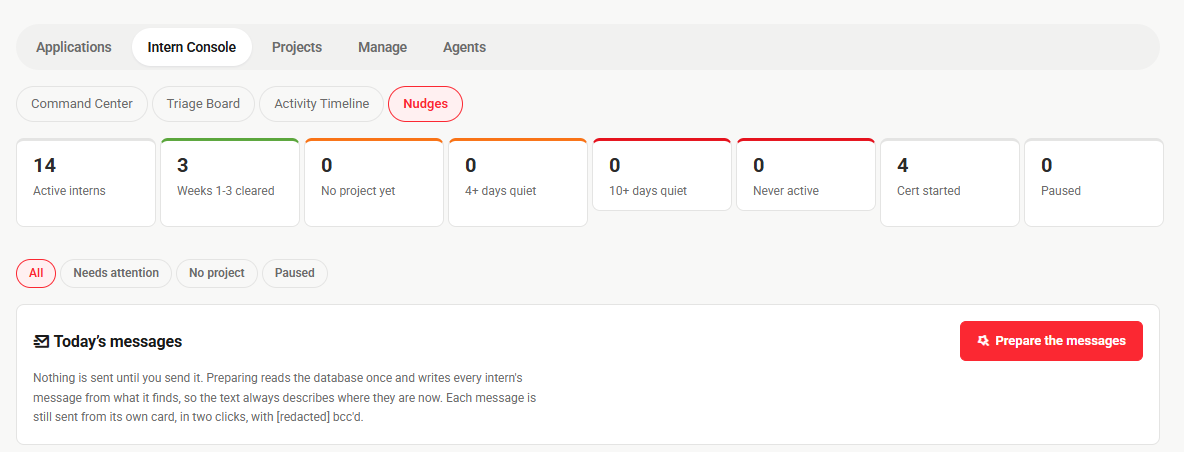 Applications Intern Console Projects Manage Agents
Command Center Triage Board Activity Timeline Nudges
14 3 0 0 0 0 4 0
Active interns Weeks 1-3 cleared No project yet 4+ days quiet 10+ days quiet Never active Cert started Paused
All Needs attention No project Paused
Today's messages
Prepare the messages
Nothing is sent until you send it. Preparing reads the database once and writes every intern's
message from what it finds, so the text always describes where they are now. Each message is
still sent from its own card, in two clicks, with [redacted] bcc'd.